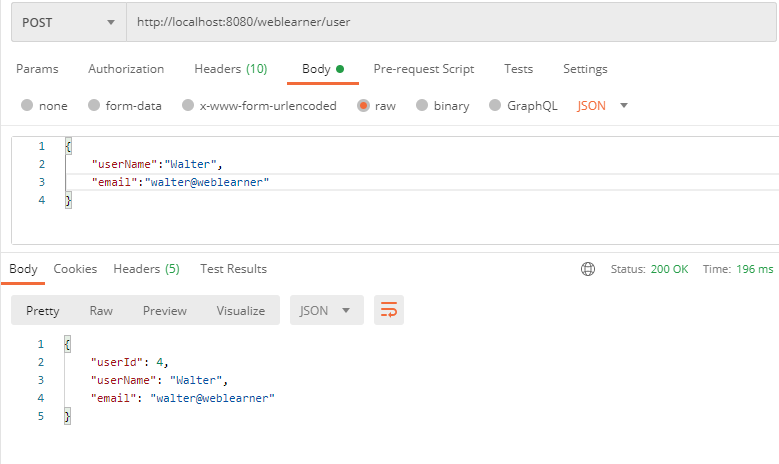 POST http://localhost:8080/weblearner/user
Params Authorization Headers (10) Body Pre-request Script Tests Settings
none form-data x-www-form-urlencoded raw binary GraphQL JSON
1 {
2 "userName":"Walter",
3 "email":"walter@weblearner"
4 }
Body Cookies Headers (5) Test Results Status: 200 OK Time: 196 ms
Pretty Raw Preview Visualize JSON
1 {
2 "userId": 4,
3 "userName": "Walter",
4 "email": "walter@weblearner"
5 }